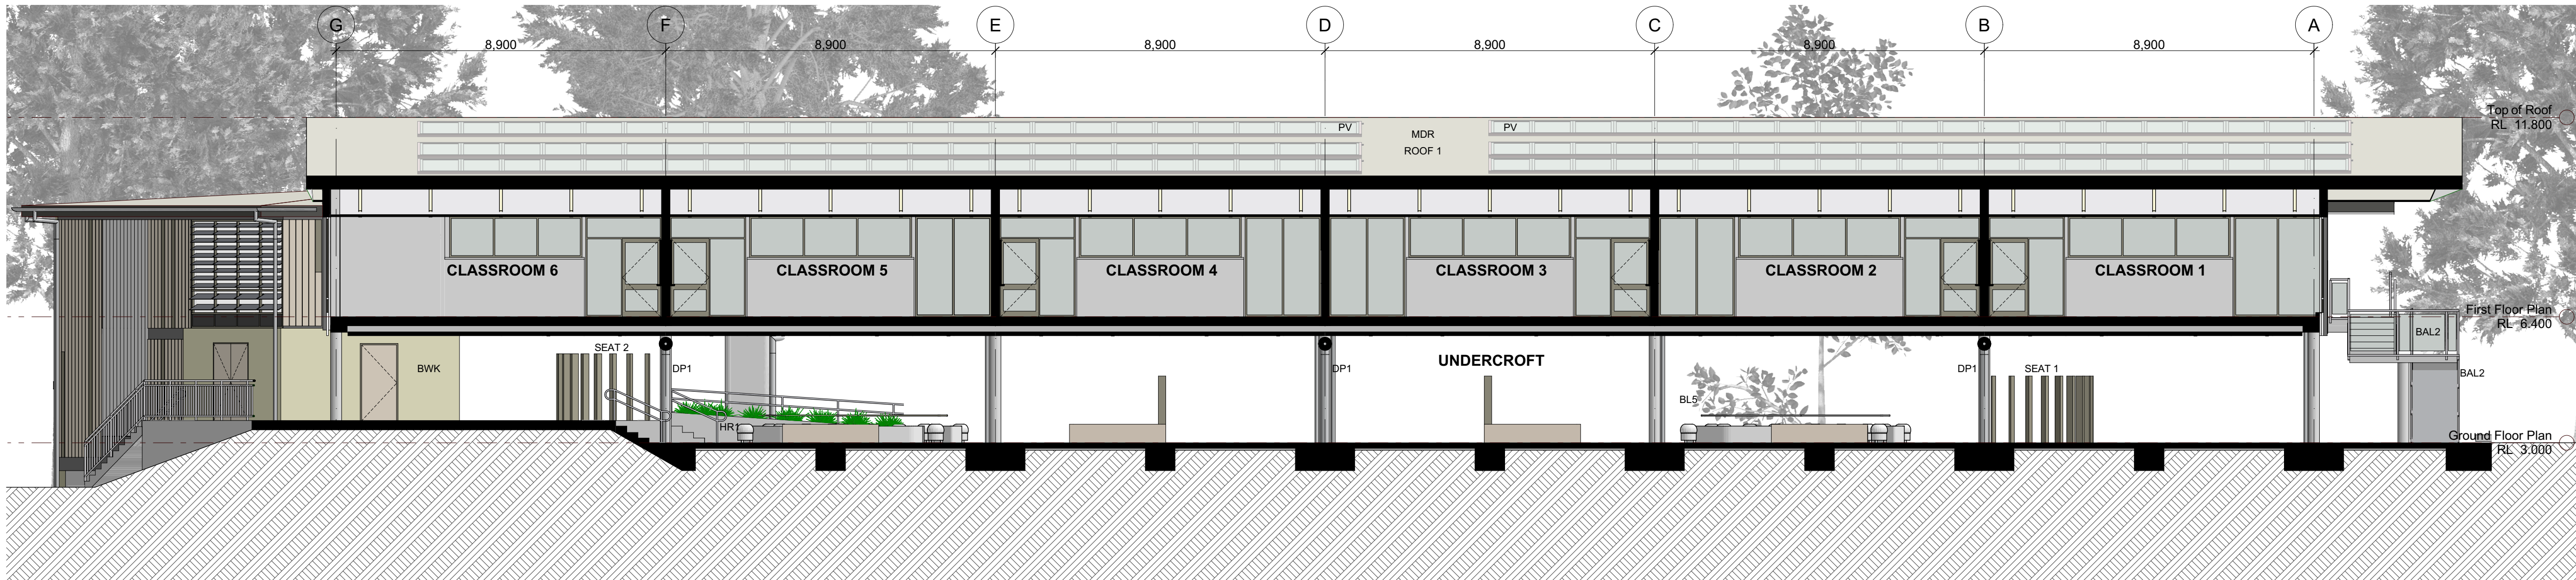 G
F
E
D
C
B
A
8,900
8,900
8,900
8,900
8,900
8,900
Top of Roof
RL 11.800
PV
MDR
PV
ROOF 1
CLASSROOM 6
CLASSROOM 5
CLASSROOM 4
CLASSROOM 3
CLASSROOM 2
CLASSROOM 1
First Floor Plan
RL 6.400
BAL2
SEAT 2
UNDERCROFT
BWK
DP1
DP1
DP1
SEAT 1
BAL2
BL5
HR1
Ground Floor Plan
RL 3.000